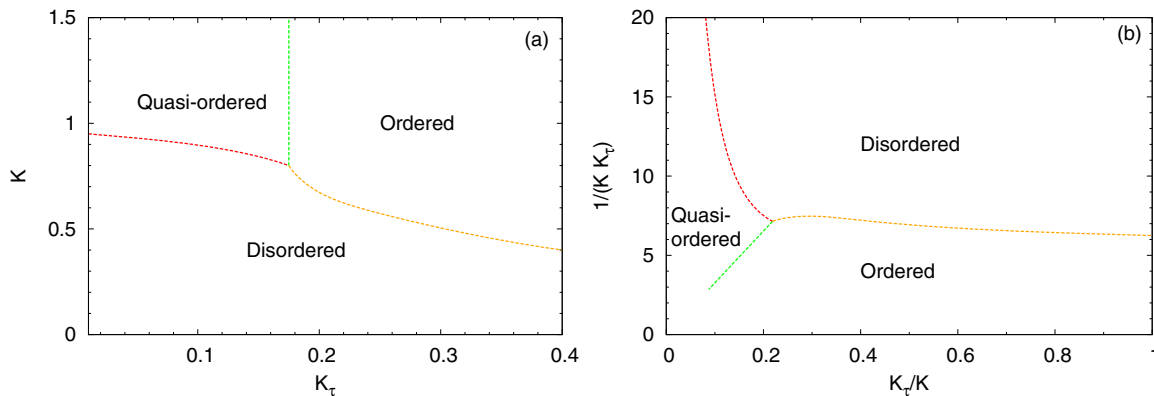 1.5
1
0.5
0
K
0.1
0.2
0.3
0.4
Kτ
(a)
Quasi-ordered
Ordered
Disordered
20
15
10
5
0
1/(K Kτ)
0
0.2
0.4
0.6
0.8
1
Kτ/K
(b)
Disordered
Quasi-
ordered
Ordered